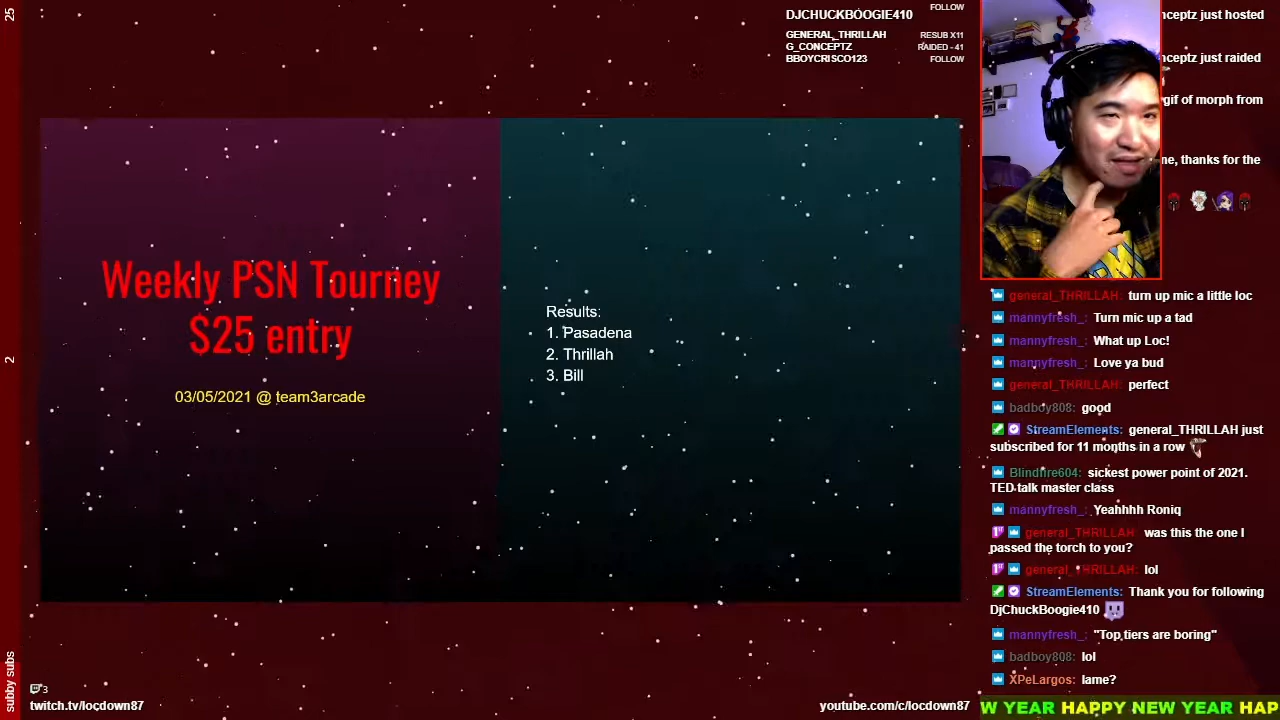 25
2
subby subs
DJCHUCKBOOGIE410
FOLLOW
GENERAL_THRILLAH
RESUB X11
G_CONCEPTZ
RAIDED - 41
BBOYCRISCO123
FOLLOW
Weekly PSN Tourney
$25 entry
03/05/2021 @ team3arcade
Results:
1. Pasadena
2. Thrillah
3. Bill
3
twitch.tv/locdown87
youtube.com/c/locdown87
nceptz just hosted
nceptz just raided
gif of morph from
ne, thanks for the
general_THRILLAH: turn up mic a little loc
mannyfresh_: Turn mic up a tad
mannyfresh_: What up Loc!
mannyfresh_: Love ya bud
general_THRILLAH: perfect
badboy808: good
StreamElements: general_THRILLAH just
subscribed for 11 months in a row
Blindfire604: sickest power point of 2021.
TED-talk master class
mannyfresh_: Yeahhhh Roniq
general_THRILLAH: was this the one I
passed the torch to you?
general_THRILLAH: lol
StreamElements: Thank you for following
DjChuckBoogie410
mannyfresh_: "Top tiers are boring"
badboy808: lol
XPeLargos: lame?
W YEAR HAPPY NEW YEAR HAP